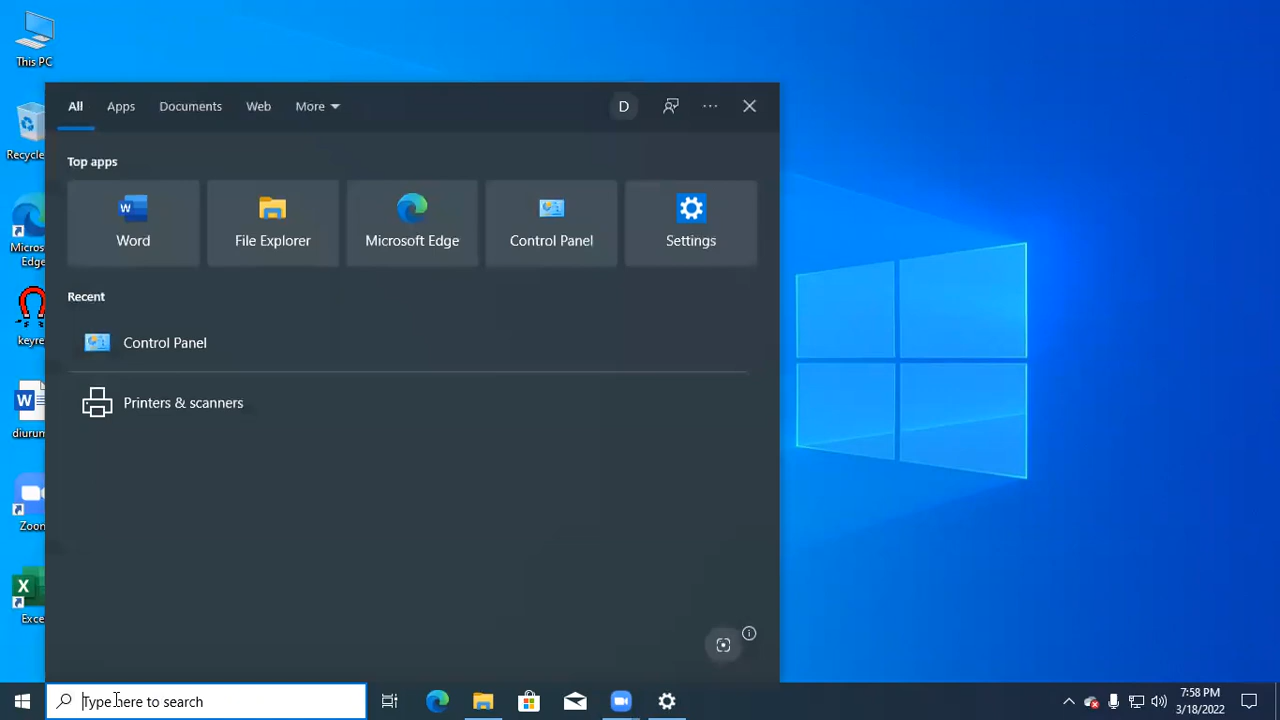 This PC
All Apps Documents Web More D
Top apps
Recycle
Word File Explorer Microsoft Edge Control Panel Settings
Micros
Edge
Recent
keyre
Control Panel
Printers & scanners
W
diurum
Zoon
X
Exce
Type here to search
7:58 PM
3/18/2022